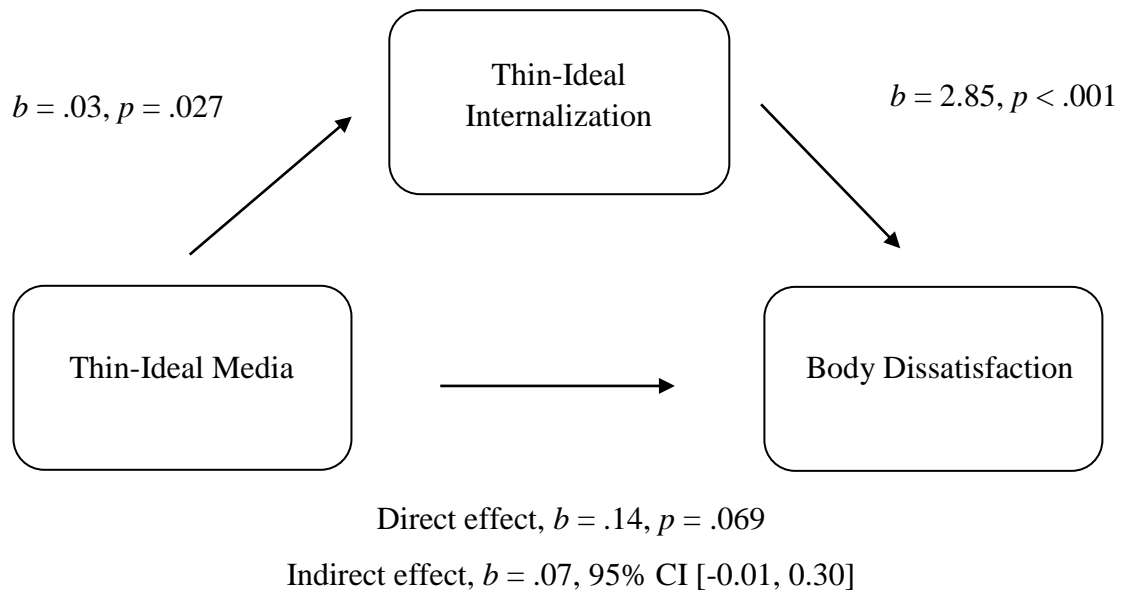 Thin-Ideal
Internalization
b = .03, p = .027
b = 2.85, p < .001
Thin-Ideal Media
Body Dissatisfaction
Direct effect, b = .14, p = .069
Indirect effect, b = .07, 95% CI [-0.01, 0.30]